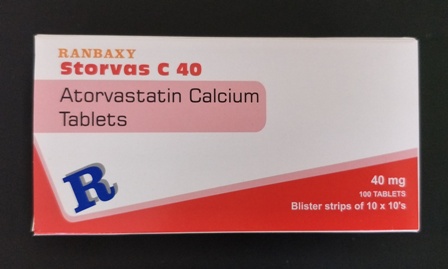 RANBAXY
Storvas C 40
Atorvastatin Calcium
Tablets
R
40 mg
100 TABLETS
Blister strips of 10 x 10's